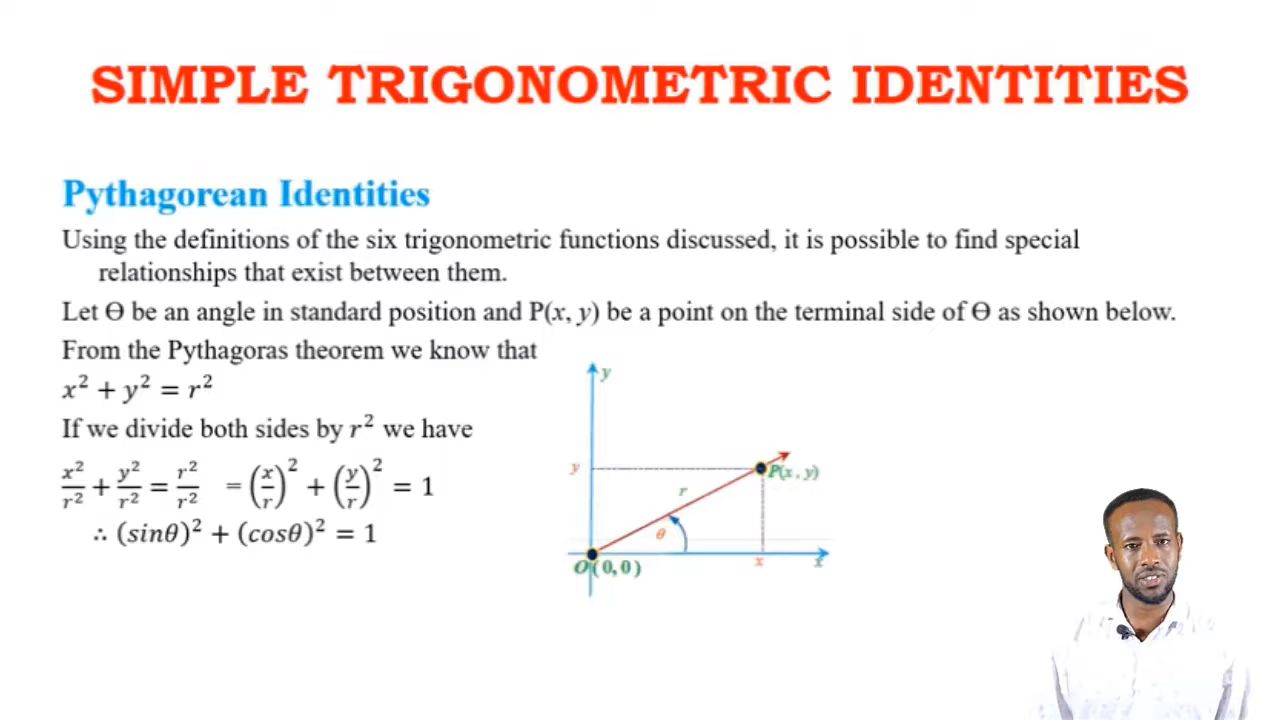 SIMPLE TRIGONOMETRIC IDENTITIES
Pythagorean Identities
Using the definitions of the six trigonometric functions discussed, it is possible to find special
relationships that exist between them.
Let Ɵ be an angle in standard position and P(x, y) be a point on the terminal side of Ɵ as shown below.
From the Pythagoras theorem we know that
x² + y² = r²
If we divide both sides by r² we have
x²/r² + y²/r² = r²/r² = (x/r)² + (y/r)² = 1
∴ (sinθ)² + (cosθ)² = 1
y
y
P(x, y)
r
θ
O(0,0)
x
x